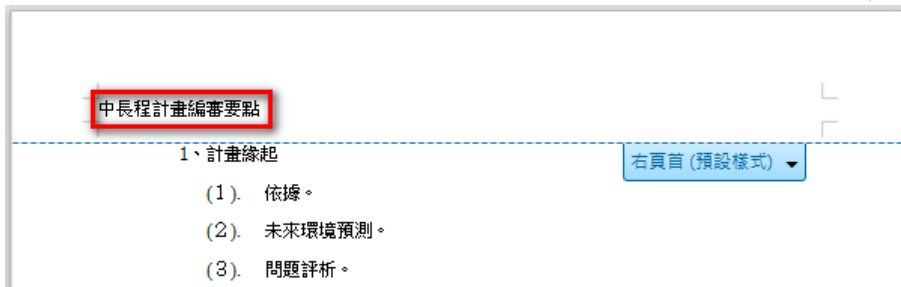 中長程計畫編審要點
1、計畫緣起
右頁首 (預設樣式)
(1). 依據。
(2). 未來環境預測。
(3). 問題評析。